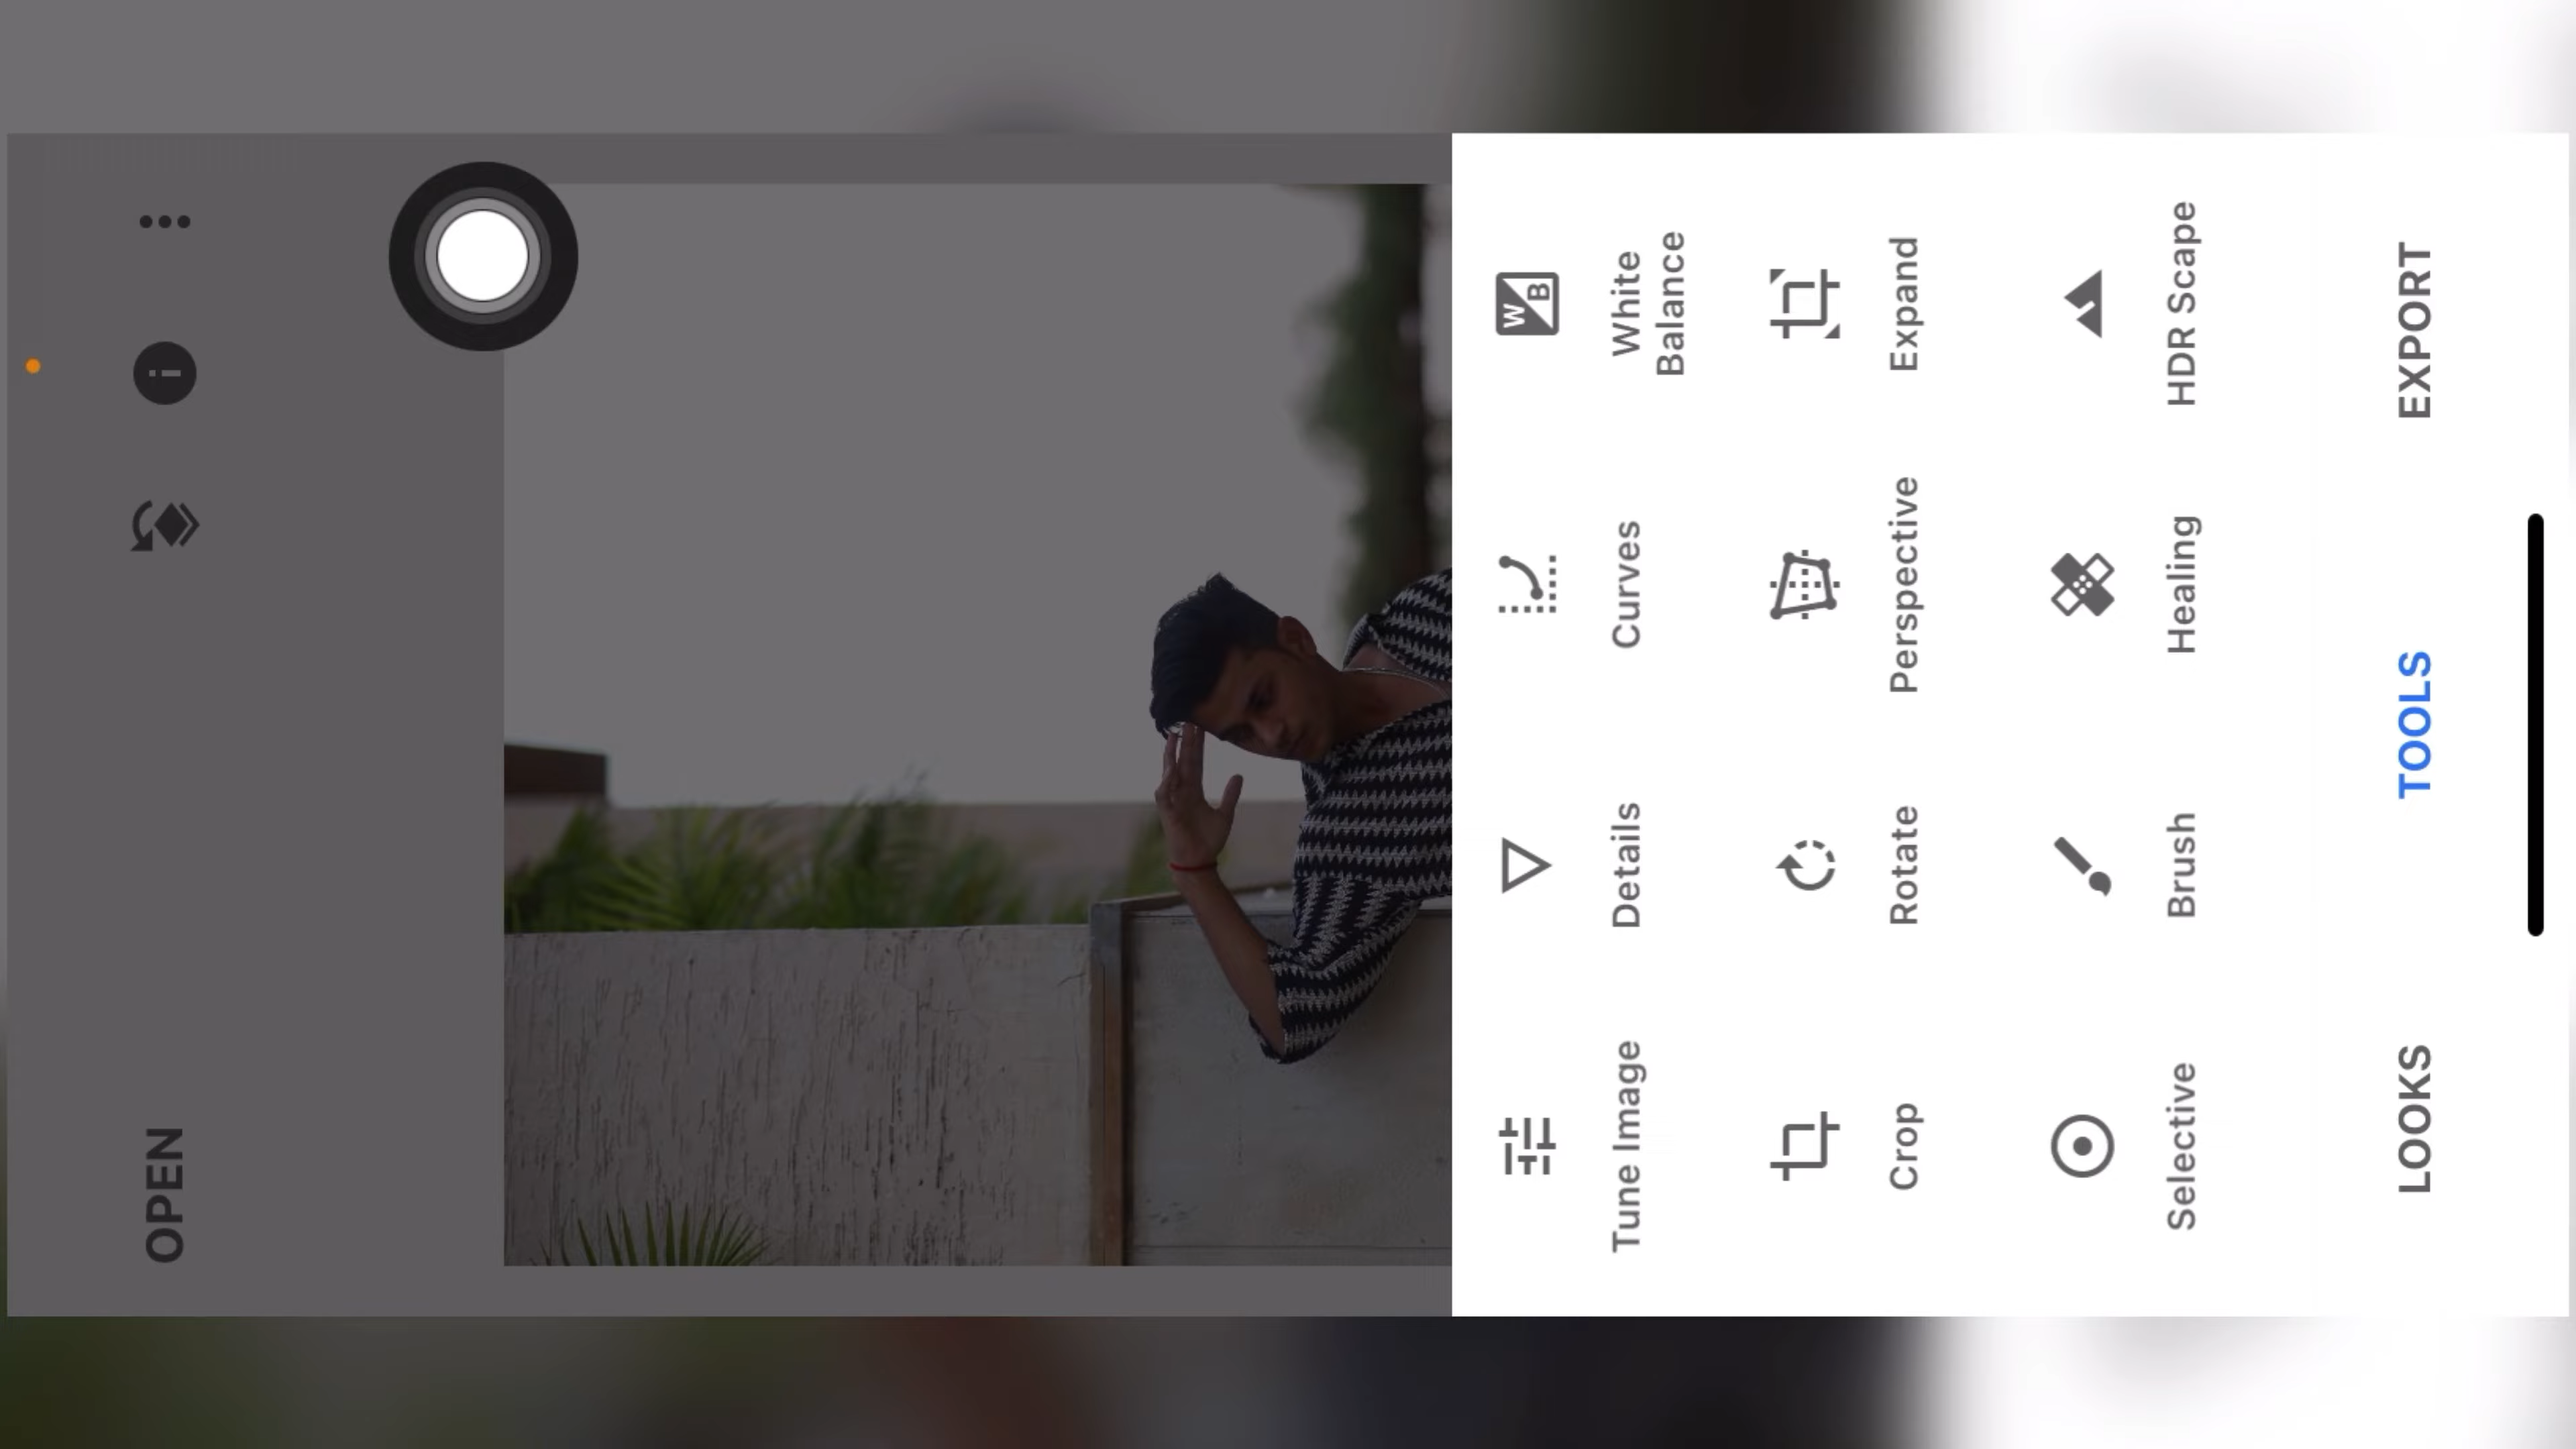 OPEN
Tune Image
Details
Curves
White
Balance
Crop
Rotate
Perspective
Expand
Selective
Brush
Healing
HDR Scape
LOOKS
TOOLS
EXPORT